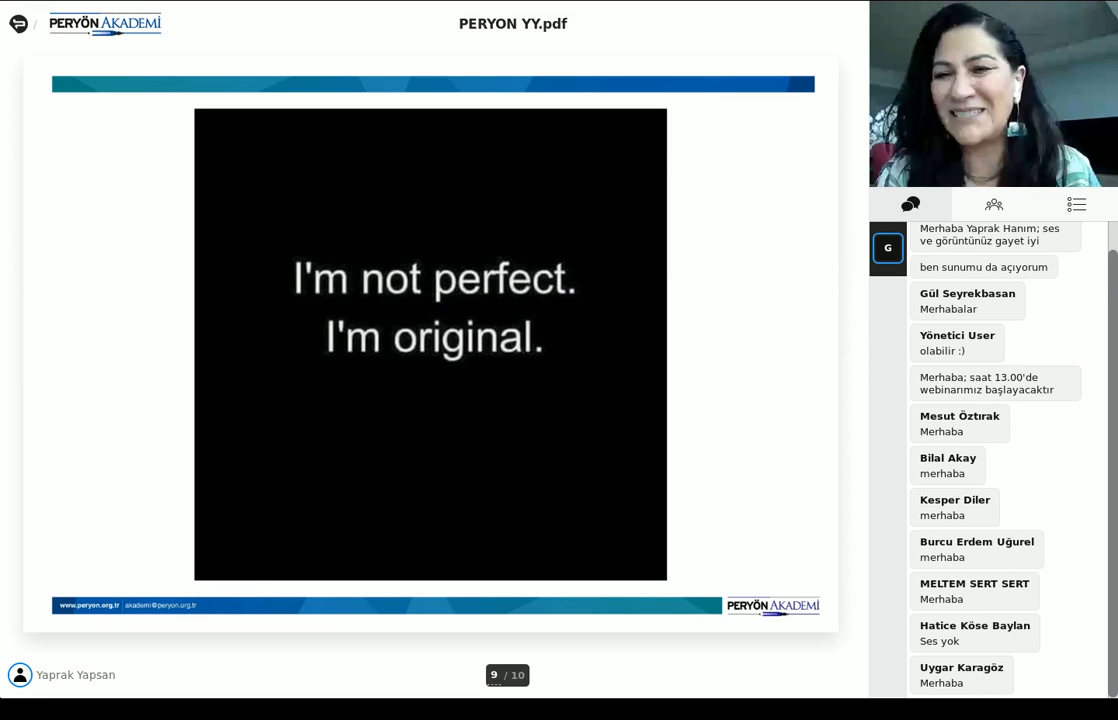 PERYÖN AKADEMİ
PERYON YY.pdf
I'm not perfect.
I'm original.
www.peryon.org.tr | akademi@peryon.org.tr
PERYÖN AKADEMİ
Yaprak Yapsan
9 / 10
G
Merhaba Yaprak Hanım; ses
ve görüntünüz gayet iyi
ben sunumu da açıyorum
Gül Seyrekbasan
Merhabalar
Yönetici User
olabilir :)
Merhaba; saat 13.00'de
webinarımız başlayacaktır
Mesut Öztırak
Merhaba
Bilal Akay
merhaba
Kesper Diler
merhaba
Burcu Erdem Uğurel
merhaba
MELTEM SERT SERT
Merhaba
Hatice Köse Baylan
Ses yok
Uygar Karagöz
Merhaba